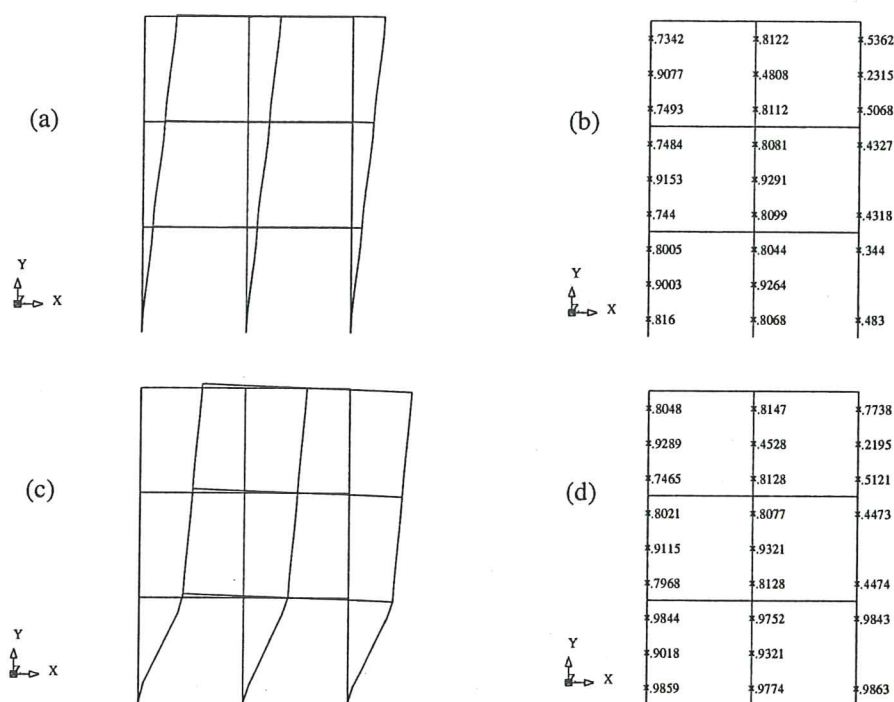 .7342 .8122 .5362
.9077 .4808 .2315
(a) (b) .7493 .8112 .5068
.7484 .8081 .4327
.9153 .9291
.744 .8099 .4318
Y .8005 .8044 .344
Y .9003 .9264
Z X Z X
.816 .8068 .483
.8048 .8147 .7738
.9289 .4528 .2195
(c) (d) .7465 .8128 .5121
.8021 .8077 .4473
.9115 .9321
.7968 .8128 .4474
.9844 .9752 .9843
Y Y
.9018 .9321
Z X Z X
.9859 .9774 .9863